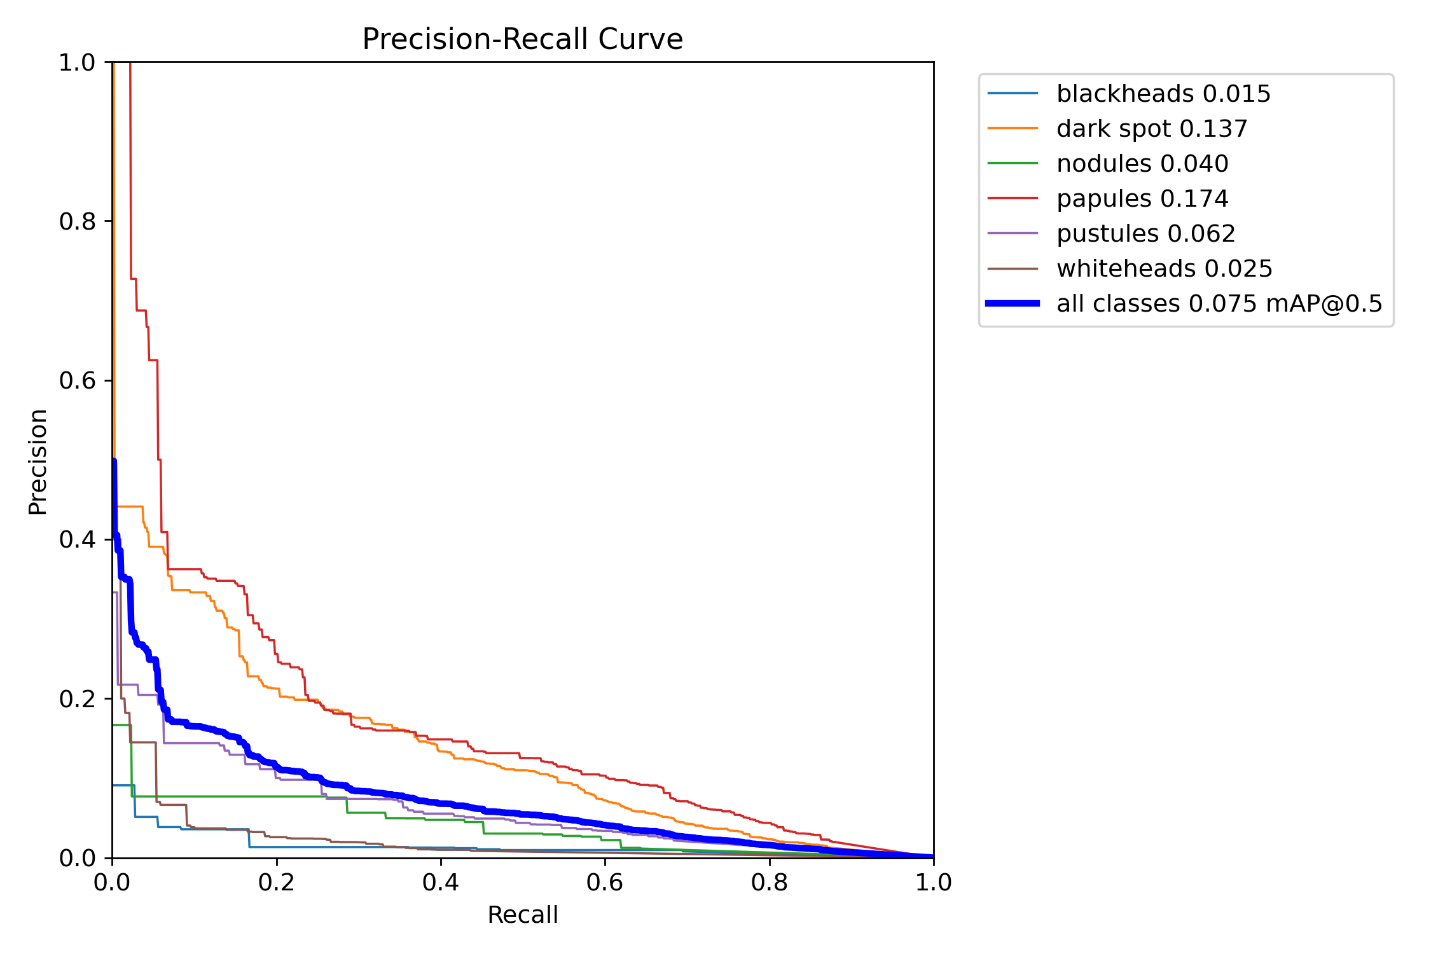 Precision-Recall Curve
1.0
0.8
0.6
0.4
0.2
0.0
Precision
0.0 0.2 0.4 0.6 0.8 1.0
Recall
blackheads 0.015
dark spot 0.137
nodules 0.040
papules 0.174
pustules 0.062
whiteheads 0.025
all classes 0.075 mAP@0.5